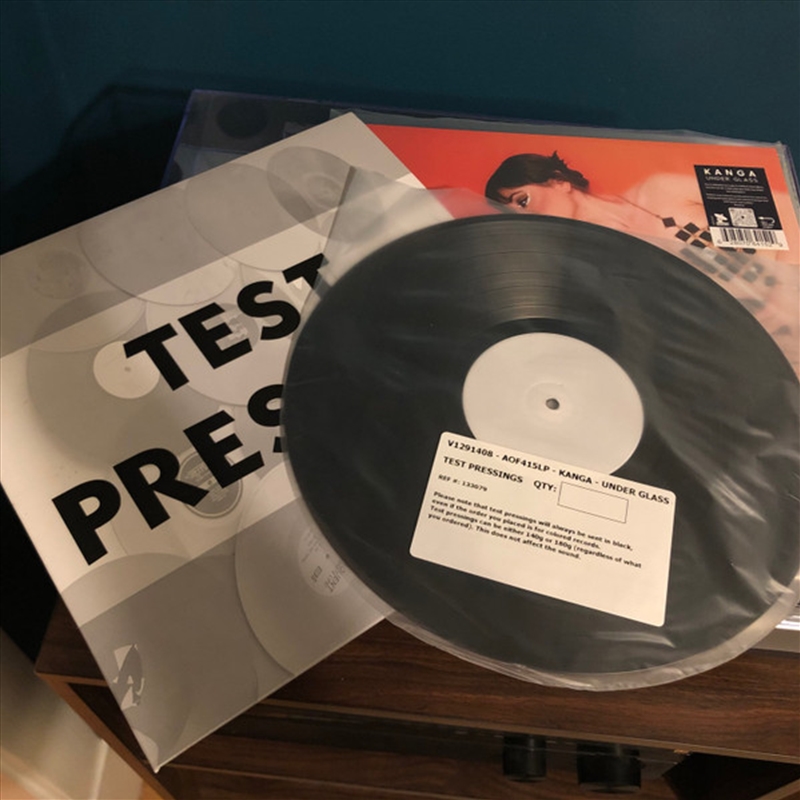 TEST
PRES
KANGA
UNDER GLASS
V1291408 - AOF415LP - KANGA - UNDER GLASS
TEST PRESSINGS QTY:
REF #: 133079
Please note that test pressings will always be sent in black,
even if the order you placed is for colored records.
Test pressings can be either 140g or 180g (regardless of what
you ordered). This does not affect the sound.